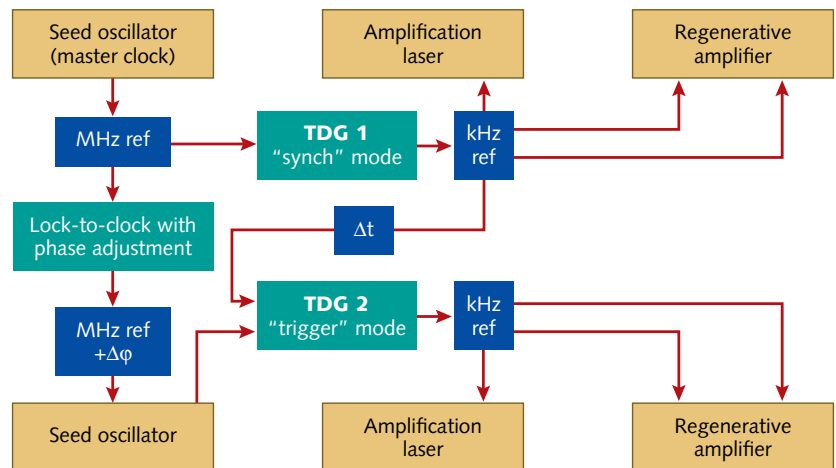 Seed oscillator
(master clock)
Amplification
laser
Regenerative
amplifier
MHz ref
TDG 1
“synch” mode
kHz
ref
Lock-to-clock with
phase adjustment
Δt
MHz ref
+Δφ
TDG 2
“trigger” mode
kHz
ref
Seed oscillator
Amplification
laser
Regenerative
amplifier